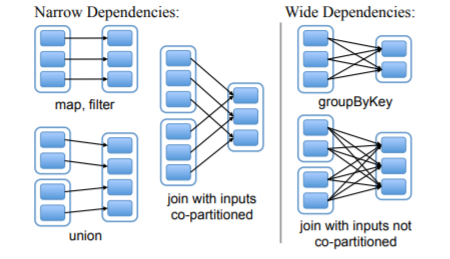 Narrow Dependencies:
map, filter
union
join with inputs
co-partitioned
Wide Dependencies:
groupByKey
join with inputs not
co-partitioned